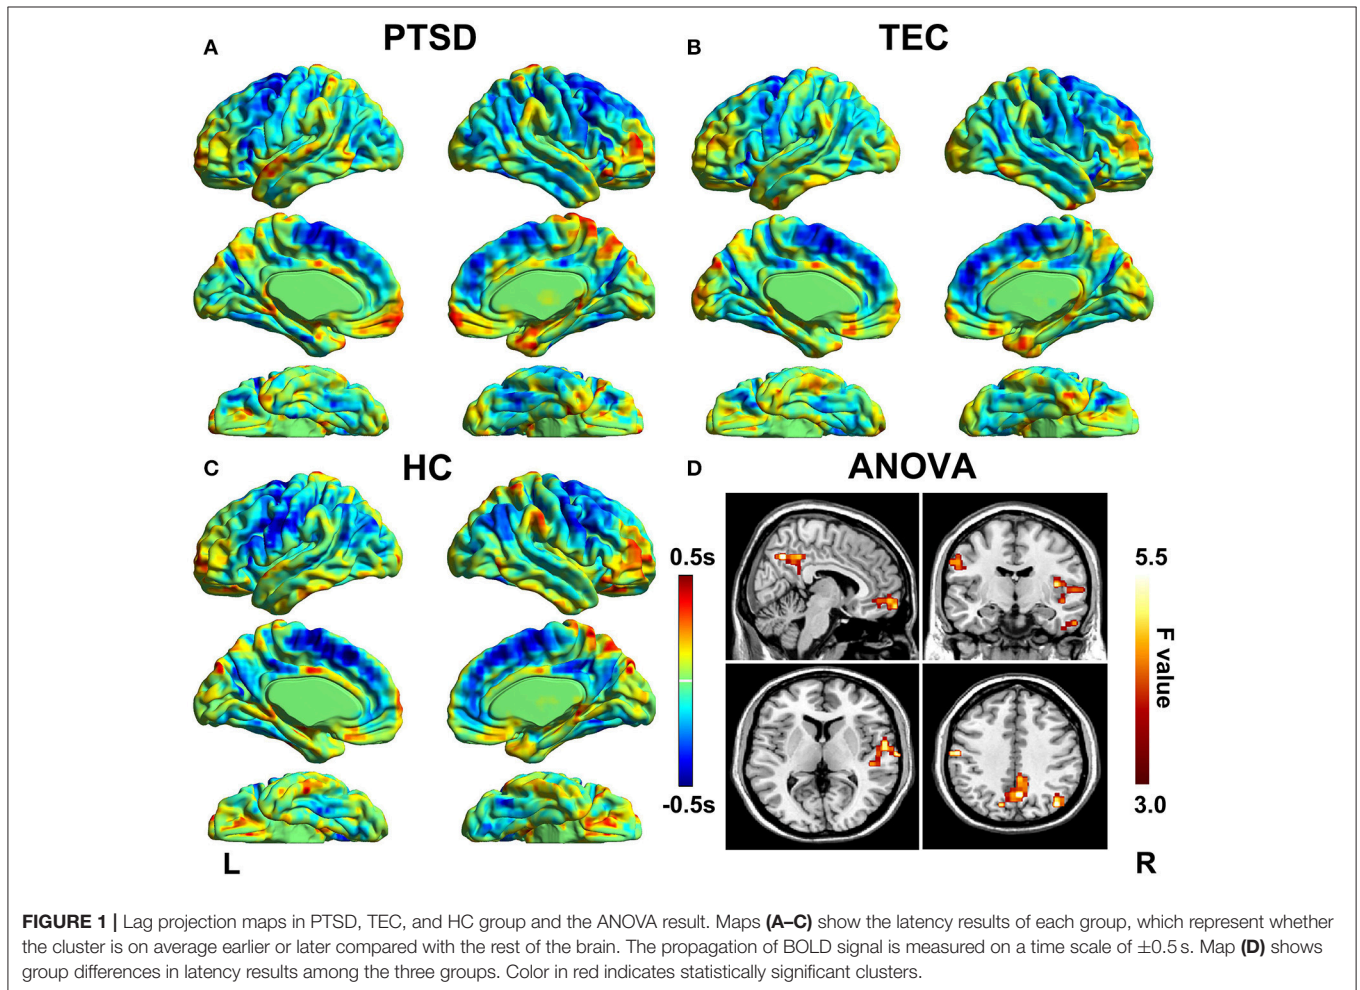 A PTSD
B TEC
C HC
D ANOVA
0.5s
-0.5s
5.5
F value
3.0
L
R
FIGURE 1 | Lag projection maps in PTSD, TEC, and HC group and the ANOVA result. Maps (A–C) show the latency results of each group, which represent whether
the cluster is on average earlier or later compared with the rest of the brain. The propagation of BOLD signal is measured on a time scale of ±0.5 s. Map (D) shows
group differences in latency results among the three groups. Color in red indicates statistically significant clusters.